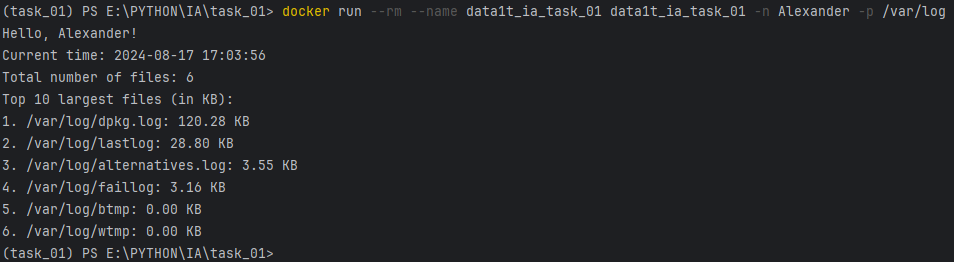 (task_01) PS E:\PYTHON\IA\task_01> docker run --rm --name data1t_ia_task_01 data1t_ia_task_01 -n Alexander -p /var/log
Hello, Alexander!
Current time: 2024-08-17 17:03:56
Total number of files: 6
Top 10 largest files (in KB):
1. /var/log/dpkg.log: 120.28 KB
2. /var/log/lastlog: 28.80 KB
3. /var/log/alternatives.log: 3.55 KB
4. /var/log/faillog: 3.16 KB
5. /var/log/btmp: 0.00 KB
6. /var/log/wtmp: 0.00 KB
(task_01) PS E:\PYTHON\IA\task_01>